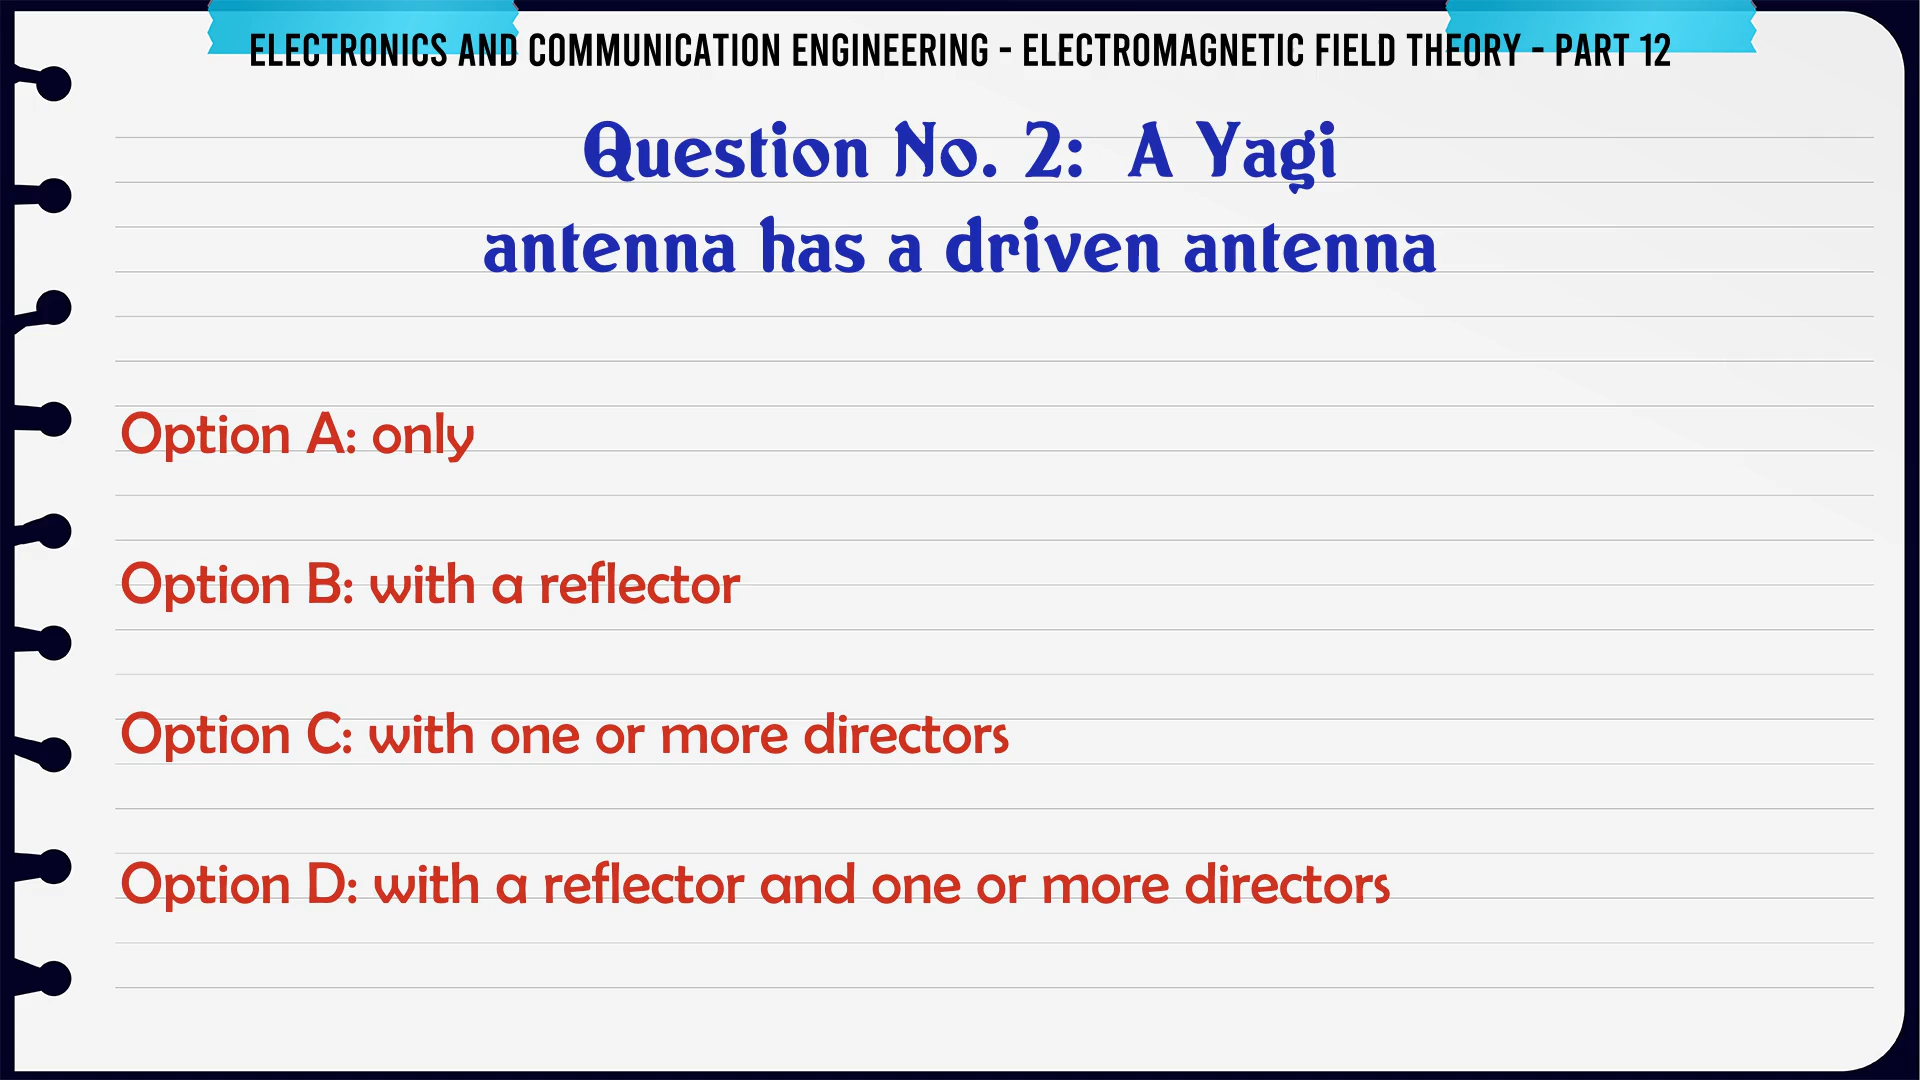 ELECTRONICS AND COMMUNICATION ENGINEERING - ELECTROMAGNETIC FIELD THEORY - PART 12
Question No. 2: A Yagi
antenna has a driven antenna
Option A: only
Option B: with a reflector
Option C: with one or more directors
Option D: with a reflector and one or more directors